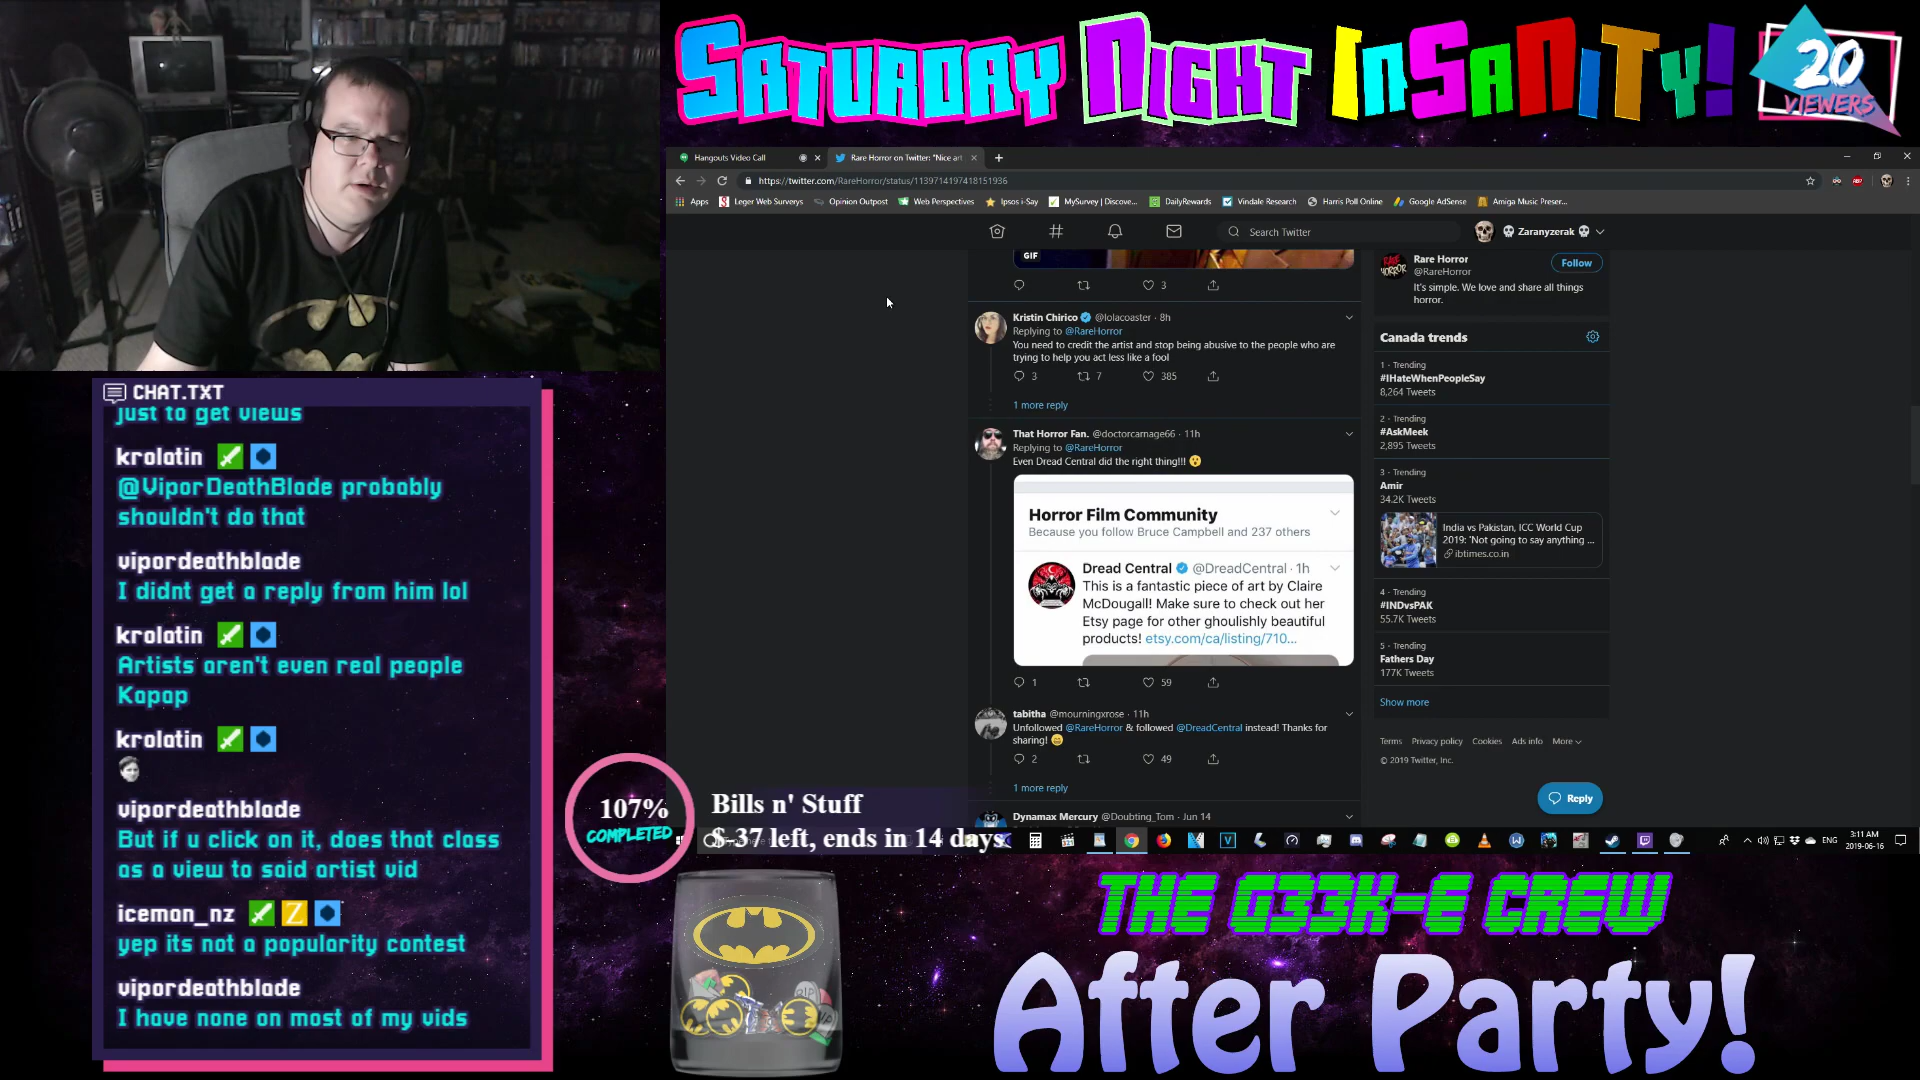 SATURDAY NIGHT INSANITY!
20
VIEWERS
Hangouts Video Call
Rare Horror on Twitter: "Nice art
https://twitter.com/RareHorror/status/1139714197418151936
Apps
Leger Web Surverys
Opinion Outpost
Web Perspectives
Ipsos i-Say
MySurvey | Discove...
DailyRewards
Vindale Research
Harris Poll Online
Google AdSense
Amiga Music Preser...
Search Twitter
💀 Zaranyzerak 💀
GIF
3
Kristin Chirico @lolacoaster · 8h
Replying to @RareHorror
You need to credit the artist and stop being abusive to the people who are
trying to help you act less like a fool
3 7 385
1 more reply
That Horror Fan. @doctorcarnage66 · 11h
Replying to @RareHorror
Even Dread Central did the right thing!!! 😮
Horror Film Community
Because you follow Bruce Campbell and 237 others
Dread Central @DreadCentral · 1h
This is a fantastic piece of art by Claire
McDougall! Make sure to check out her
Etsy page for other ghoulishly beautiful
products! etsy.com/ca/listing/710...
1 59
tabitha @mourningxrose · 11h
Unfollowed @RareHorror & followed @DreadCentral instead! Thanks for
sharing! 😄
2 49
1 more reply
Dynamax Mercury @Doubting_Tom · Jun 14
RARE HORROR
Rare Horror
@RareHorror
Follow
It's simple. We love and share all things
horror.
Canada trends
1 · Trending
#IHateWhenPeopleSay
8,264 Tweets
2 · Trending
#AskMeek
2,895 Tweets
3 · Trending
Amir
34.2K Tweets
India vs Pakistan, ICC World Cup
2019: 'Not going to say anything ...
ibtimes.co.in
4 · Trending
#INDvsPAK
55.7K Tweets
5 · Trending
Fathers Day
177K Tweets
Show more
Terms Privacy policy Cookies Ads info More
© 2019 Twitter, Inc.
Reply
ENG
3:11 AM
2019-06-16
CHAT.TXT
just to get views
krolatin
@ViporDeathBlade probably
shouldn't do that
vipordeathblade
I didnt get a reply from him lol
krolatin
Artists aren't even real people
Kapap
krolatin
vipordeathblade
But if u click on it, does that class
as a view to said artist vid
iceman_nz
yep its not a popularity contest
vipordeathblade
I have none on most of my vids
107%
COMPLETED
Bills n' Stuff
$-37 left, ends in 14 days
THE G33K-E CREW
After Party!